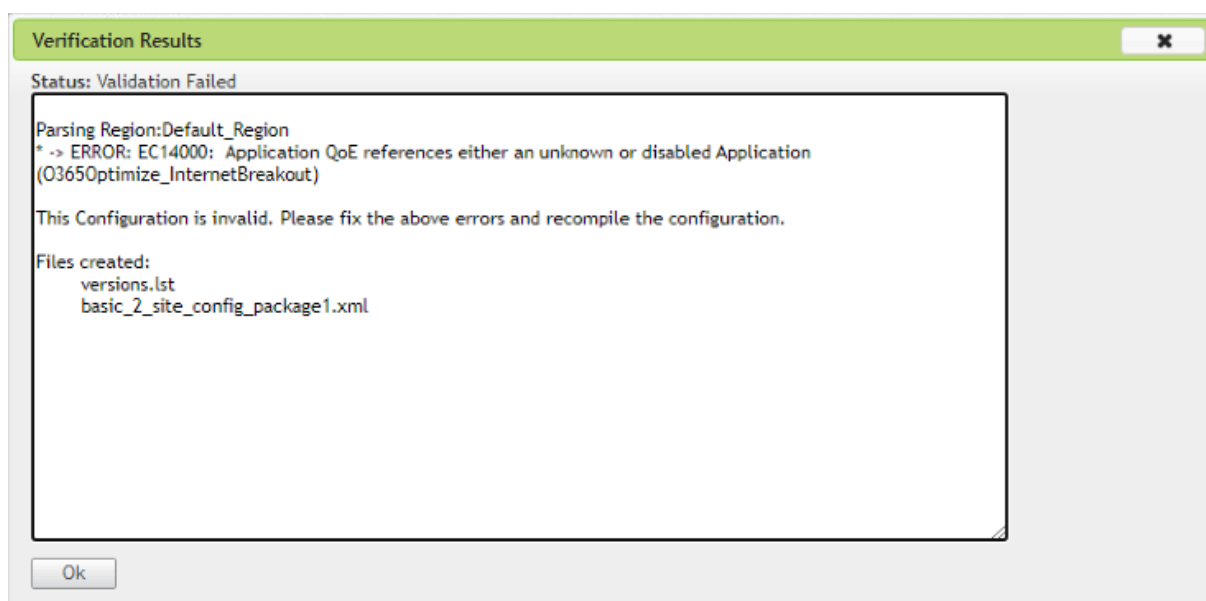 Verification Results
Status: Validation Failed
Parsing Region:Default_Region
* -> ERROR: EC14000:  Application QoE references either an unknown or disabled Application
(O365Optimize_InternetBreakout)
This Configuration is invalid. Please fix the above errors and recompile the configuration.
Files created:
versions.lst
basic_2_site_config_package1.xml
Ok